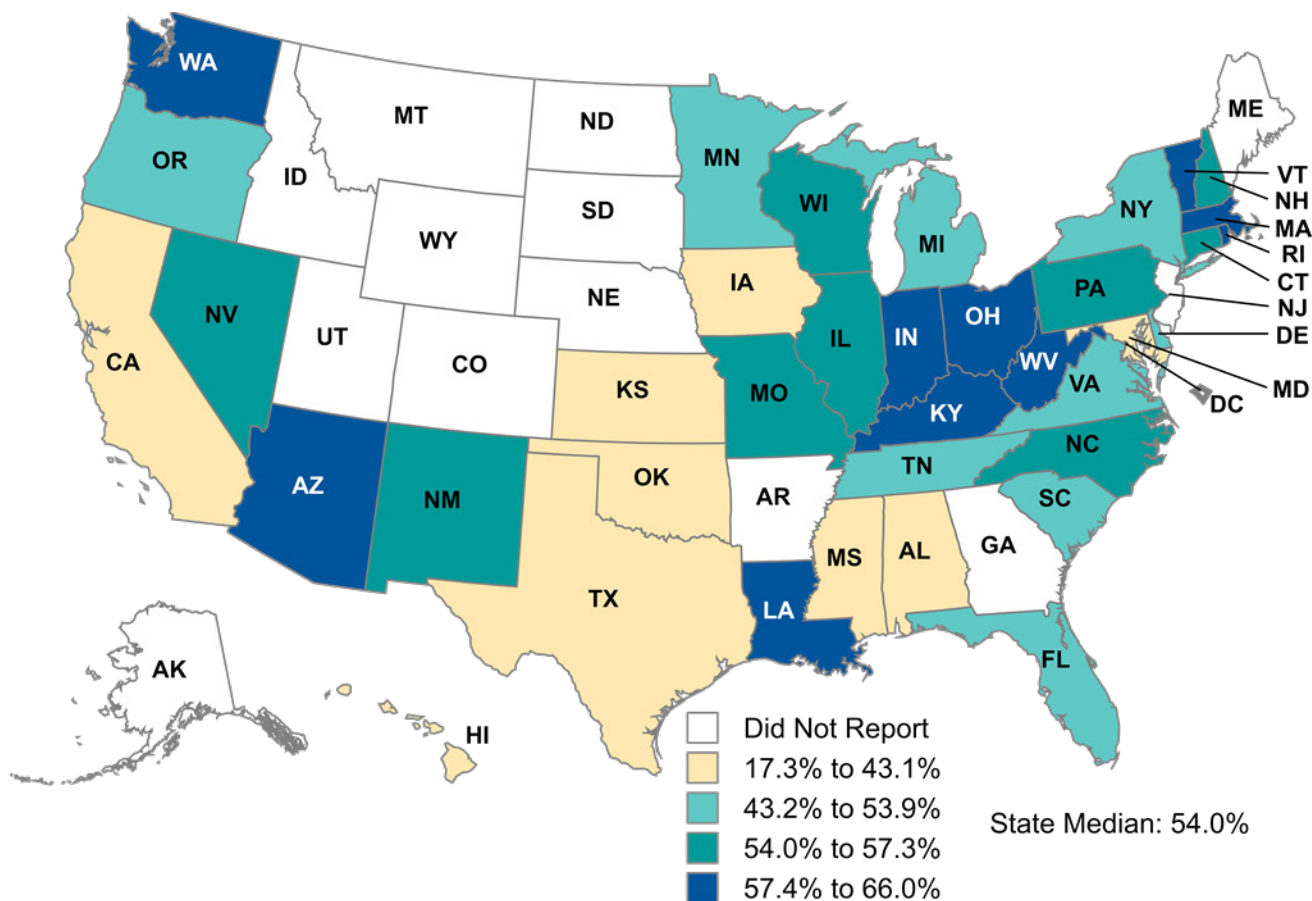 WA
MT
ND
ME
OR
ID
MN
VT
NH
WY
SD
WI
NY
MA
MI
RI
CT
NE
IA
PA
NJ
NV
UT
CO
IL
IN
OH
DE
CA
WV
MD
KS
MO
KY
VA
DC
AZ
NM
OK
AR
TN
NC
SC
MS
AL
GA
TX
LA
AK
FL
HI
Did Not Report
17.3% to 43.1%
43.2% to 53.9%
State Median: 54.0%
54.0% to 57.3%
57.4% to 66.0%